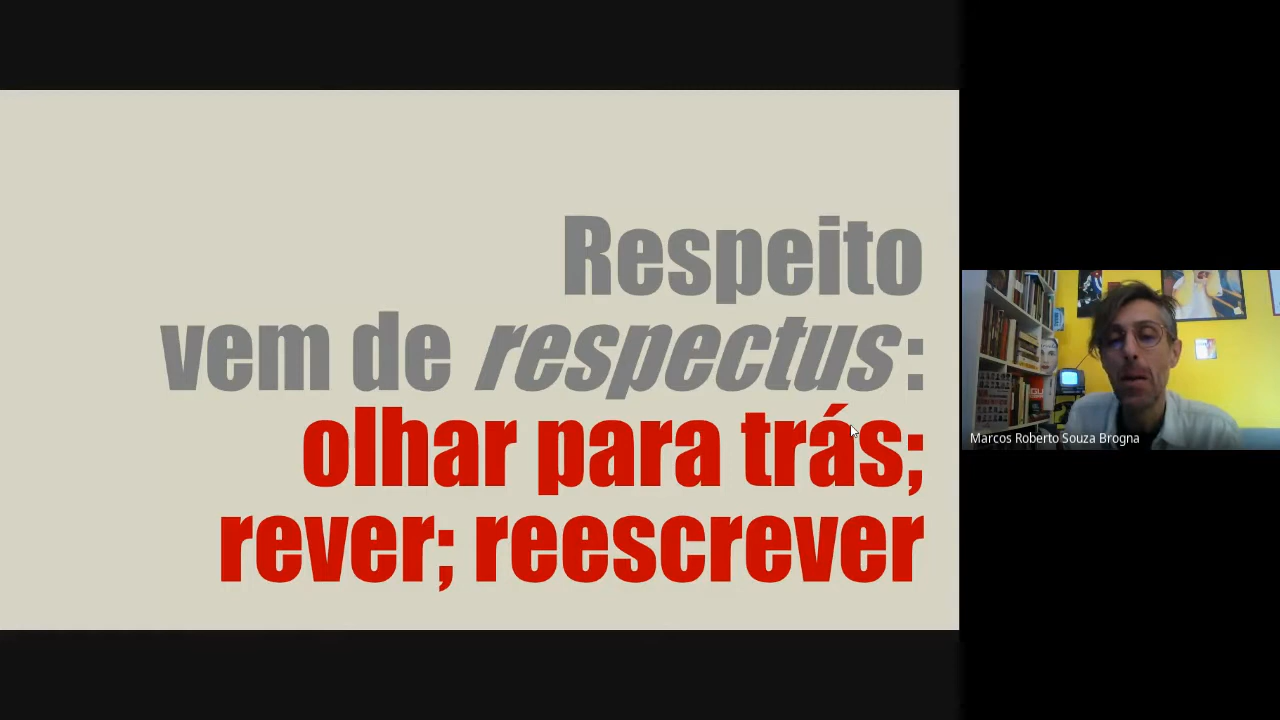 Respeito
vem de respectus:
olhar para trás;
rever; reescrever
Marcos Roberto Souza Brogna